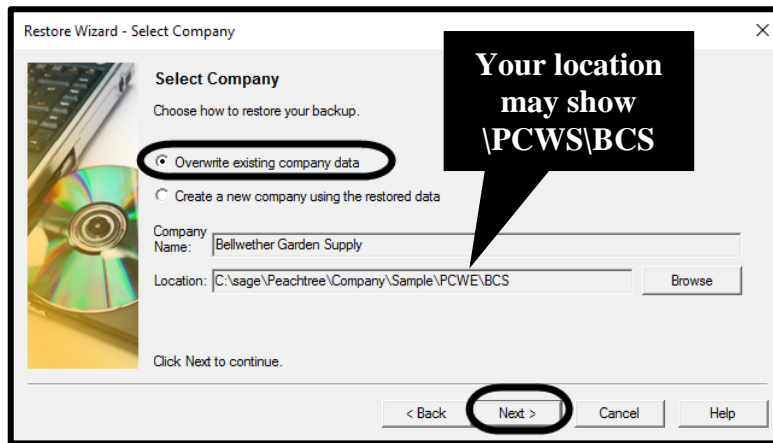 Restore Wizard - Select Company
Your location
may show
\PCWS\BCS
Select Company
Choose how to restore your backup.
Overwrite existing company data
Create a new company using the restored data
Company
Name: Bellwether Garden Supply
Location: C:\sage\Peachtree\Company\Sample\PCWE\BCS Browse
Click Next to continue.
< Back Next > Cancel Help